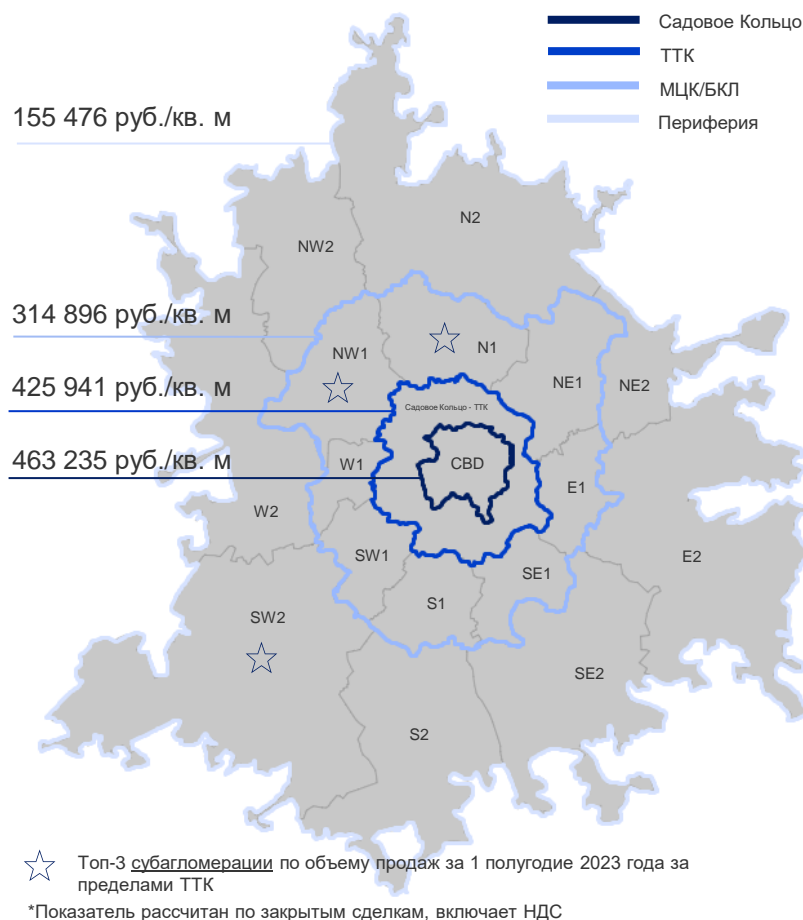 Садовое Кольцо
ТТК
МЦК/БКЛ
Периферия
155 476 руб./кв. м
N2
NW2
314 896 руб./кв. м
N1
NW1
NE1
NE2
425 941 руб./кв. м
Садовое Кольцо - ТТК
463 235 руб./кв. м
W1
CBD
E1
W2
SW1
E2
SE1
S1
SW2
SE2
S2
Топ-3 субагломерации по объему продаж за 1 полугодие 2023 года за
пределами ТТК
*Показатель рассчитан по закрытым сделкам, включает НДС